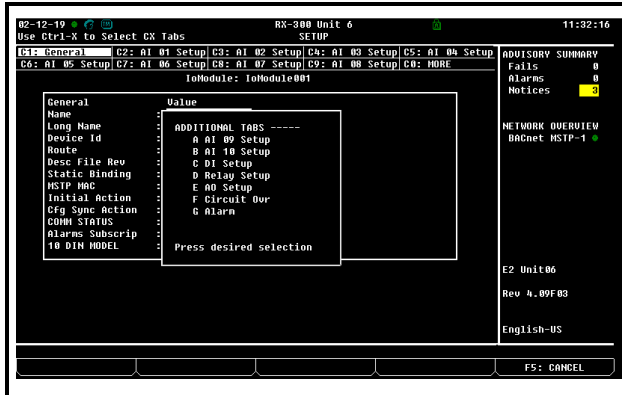 02-12-19 RX-300 Unit 6 11:32:16
Use Ctrl-X to Select CX Tabs SETUP
C1: General C2: AI 01 Setup C3: AI 02 Setup C4: AI 03 Setup C5: AI 04 Setup
C6: AI 05 Setup C7: AI 06 Setup C8: AI 07 Setup C9: AI 08 Setup C0: MORE
ADVISORY SUMMARY
Fails 0
Alarms 0
Notices 3
NETWORK OVERVIEW
BACnet MSTP-1
IoModule: IoModule001
General Value
Name :
Long Name :
Device Id :
Route :
Desc File Rev :
Static Binding :
MSTP MAC :
Initial Action :
Cfg Sync Action :
COMM STATUS :
Alarms Subscrip :
10 DIN MODEL :
ADDITIONAL TABS -----
A AI 09 Setup
B AI 10 Setup
C DI Setup
D Relay Setup
E AO Setup
F Circuit Ovr
G Alarm
Press desired selection
E2 Unit06
Rev 4.09F03
English-US
F5: CANCEL